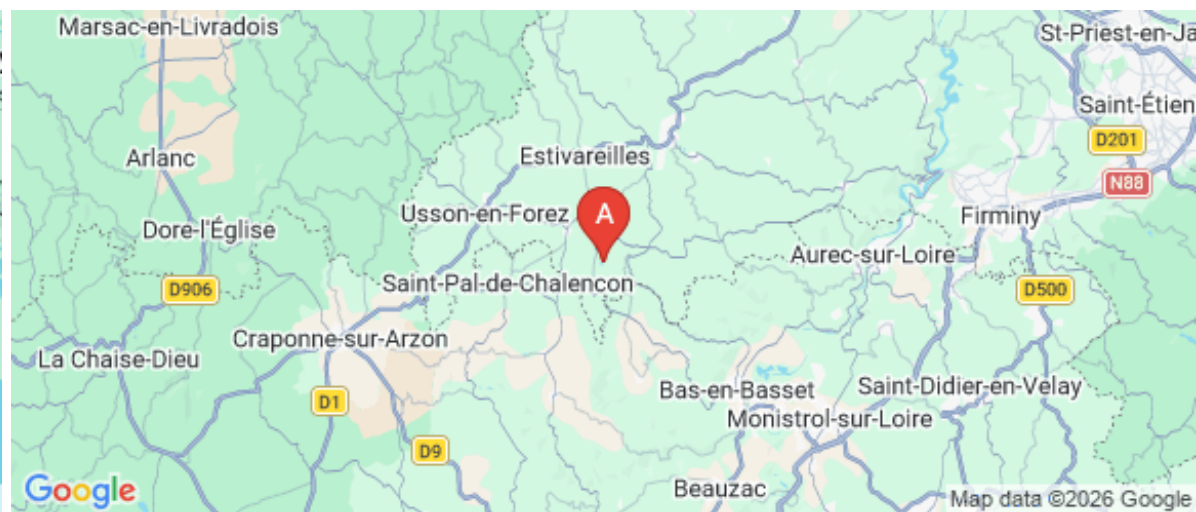 Marsac-en-Livradois
St-Priest-en-Ja
Saint-Étien
D201
Arlanc
Estivareilles
N88
Usson-en-Forez
A
Firminy
Dore-l'Église
Aurec-sur-Loire
Saint-Pal-de-Chalencon
D906
D500
Craponne-sur-Arzon
La Chaise-Dieu
Bas-en-Basset
Saint-Didier-en-Velay
D1
Monistrol-sur-Loire
D9
Beauzac
Google
Map data ©2026 Google